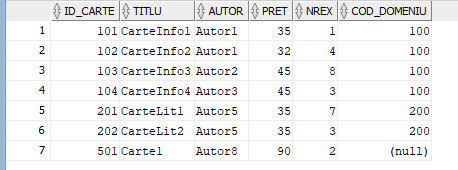 ID_CARTE TITLU AUTOR PRET NREX COD_DOMENIU
1 101 CarteInfo1 Autor1 35 1 100
2 102 CarteInfo2 Autor1 32 4 100
3 103 CarteInfo3 Autor2 45 8 100
4 104 CarteInfo4 Autor3 45 3 100
5 201 CarteLit1 Autor5 35 7 200
6 202 CarteLit2 Autor5 35 3 200
7 501 Carte1 Autor8 90 2 (null)